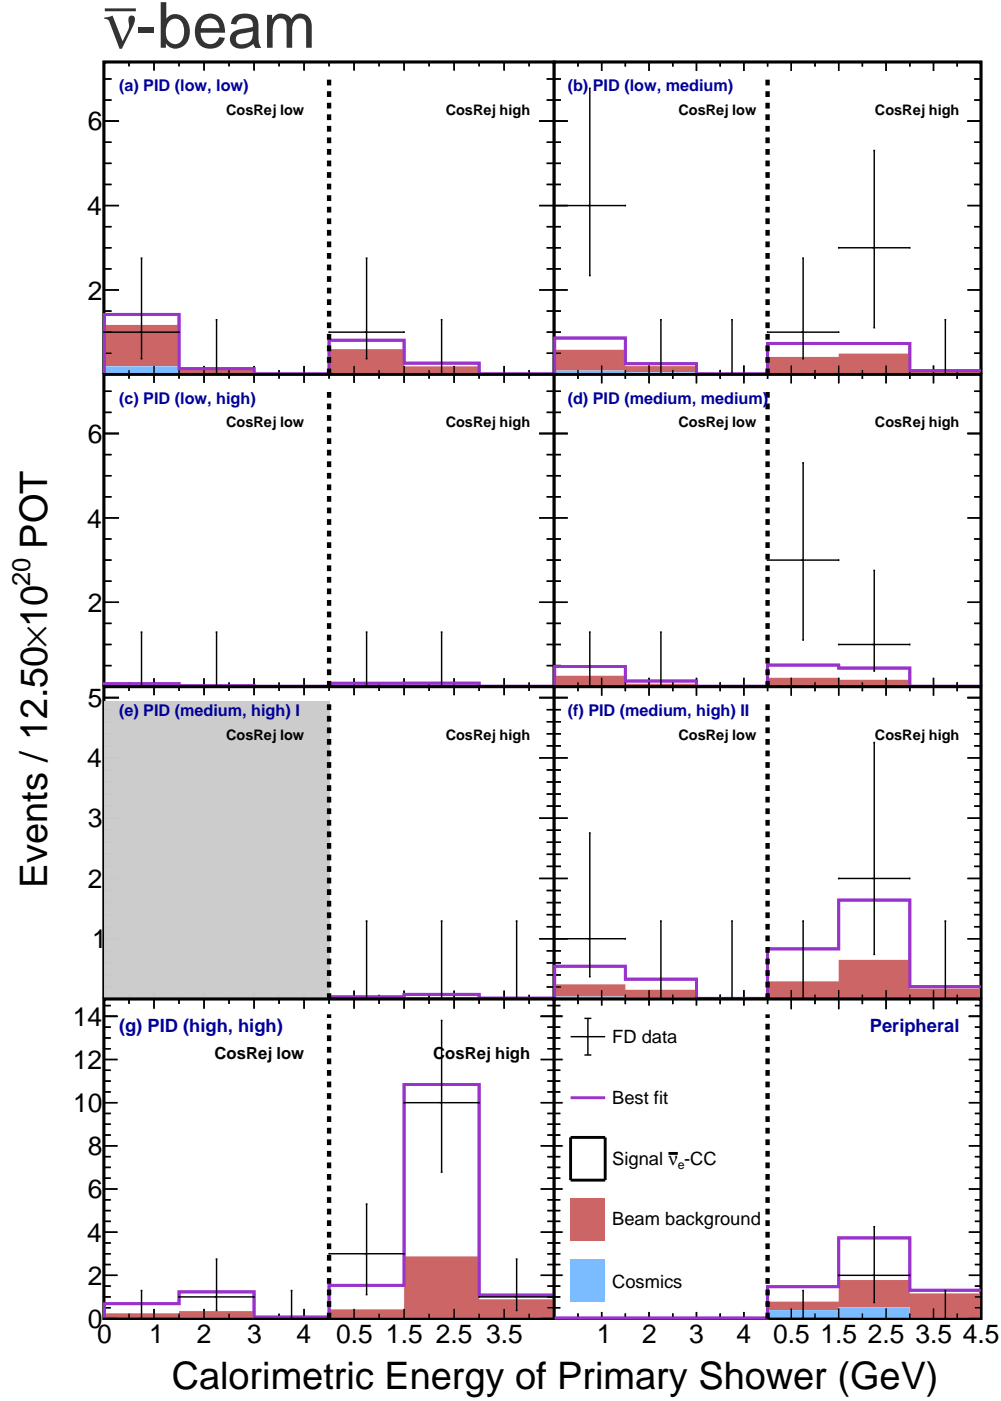 ν̅-beam
(a) PID (low, low)
CosRej low
CosRej high
(b) PID (low, medium)
CosRej low
CosRej high
6
4
2
(c) PID (low, high)
CosRej low
CosRej high
(d) PID (medium, medium)
CosRej low
CosRej high
6
4
2
(e) PID (medium, high) I
CosRej low
CosRej high
(f) PID (medium, high) II
CosRej low
CosRej high
5
4
3
2
1
(g) PID (high, high)
CosRej low
CosRej high
14
12
10
8
6
4
2
0
FD data
Best fit
Signal ν̅ₑ-CC
Beam background
Cosmics
Peripheral
0 1 2 3 4 0.5 1.5 2.5 3.5 1 2 3 4 0.5 1.5 2.5 3.5 4.5
Calorimetric Energy of Primary Shower (GeV)
Events / 12.50×10²⁰ POT